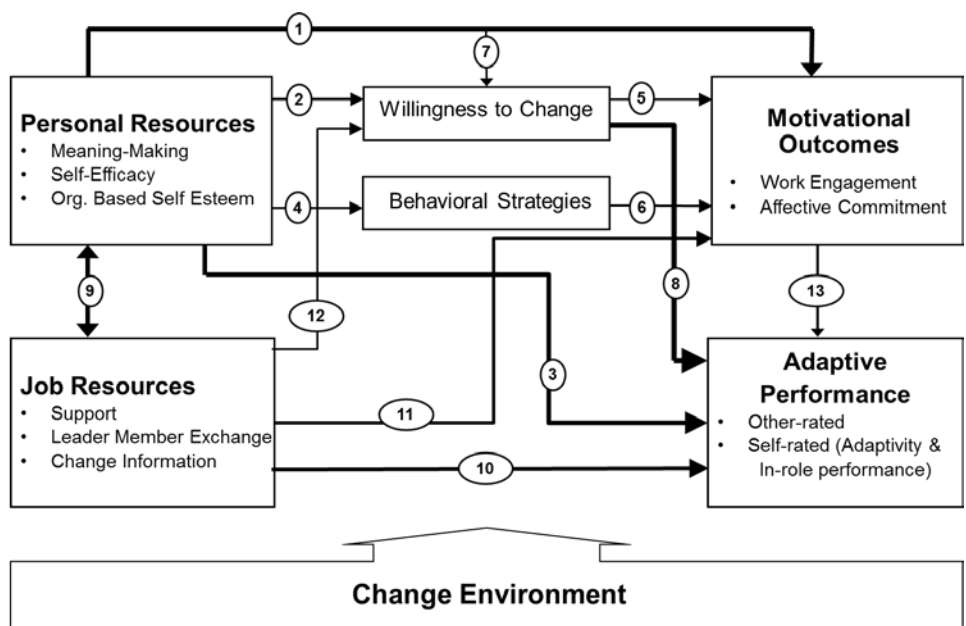 1
7
Personal Resources
• Meaning-Making
• Self-Efficacy
• Org. Based Self Esteem
2
Willingness to Change
5
Motivational
Outcomes
• Work Engagement
• Affective Commitment
4
Behavioral Strategies
6
9
12
8
13
Job Resources
• Support
• Leader Member Exchange
• Change Information
3
11
10
Adaptive
Performance
• Other-rated
• Self-rated (Adaptivity &
In-role performance)
Change Environment